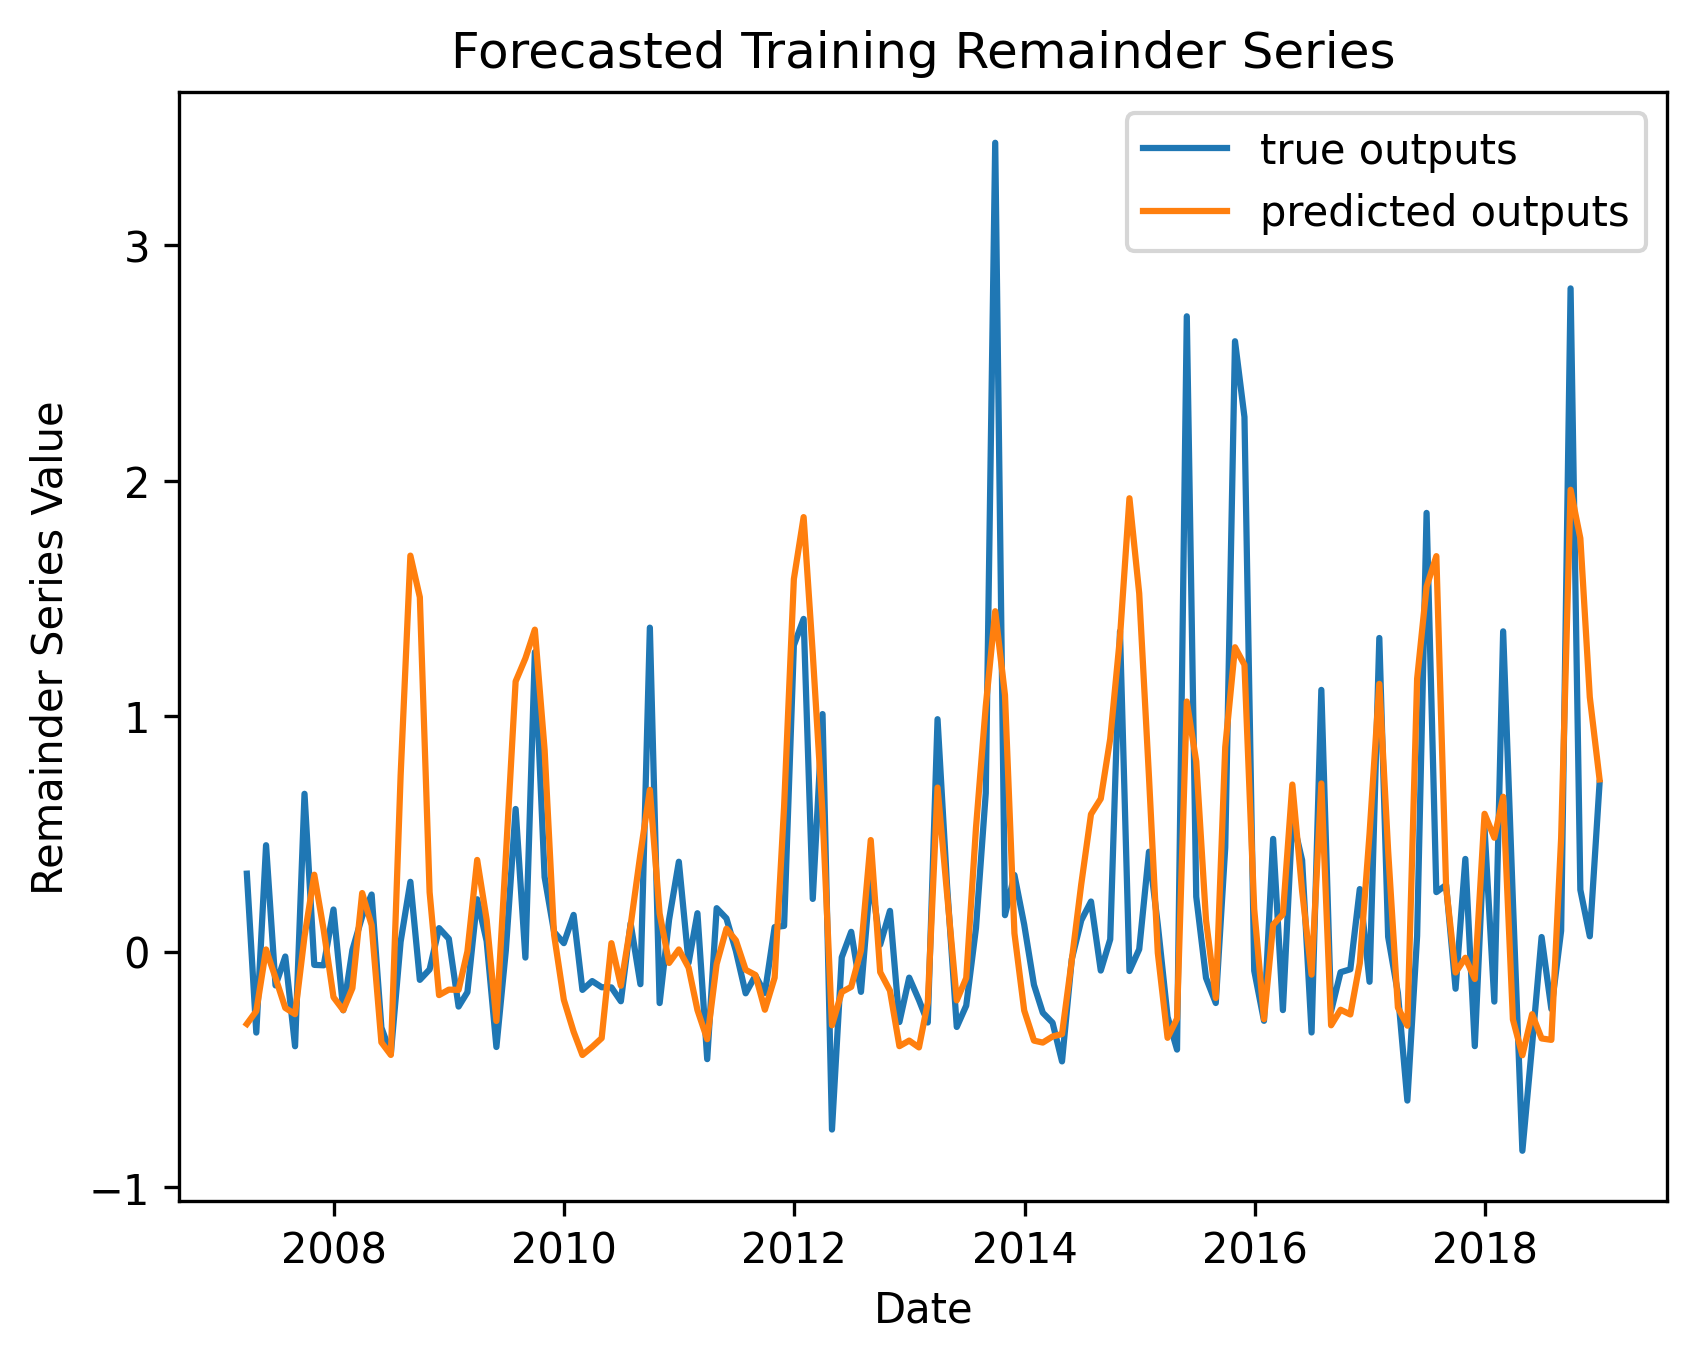 Forecasted Training Remainder Series
true outputs
predicted outputs
Remainder Series Value
3
2
1
0
−1
2008 2010 2012 2014 2016 2018
Date